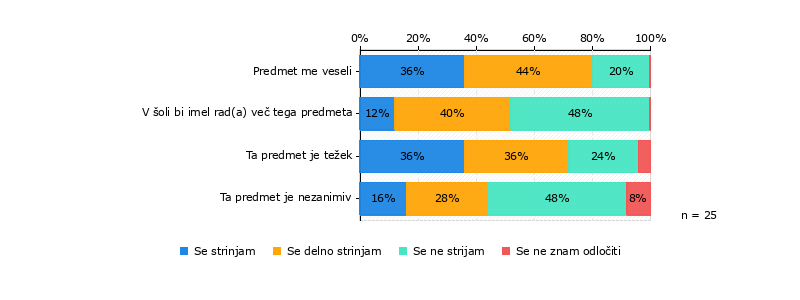 0% 20% 40% 60% 80% 100%
Predmet me veseli 36% 44% 20%
V šoli bi imel rad(a) več tega predmeta 12% 40% 48%
Ta predmet je težek 36% 36% 24%
Ta predmet je nezanimiv 16% 28% 48% 8%
n = 25
Se strinjam Se delno strinjam Se ne strijam Se ne znam odločiti